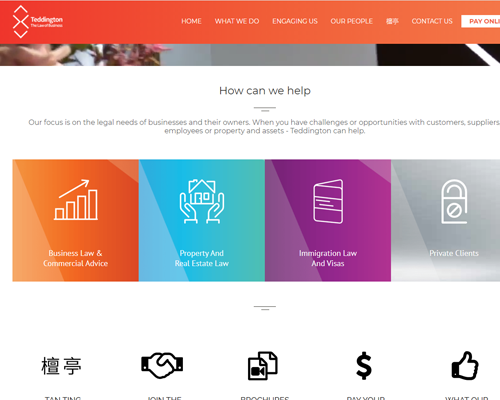 Teddington
The Law of Business
HOME WHAT WE DO ENGAGING US OUR PEOPLE 檀亭 CONTACT US PAY ONLI
How can we help
Our focus is on the legal needs of businesses and their owners. When you have challenges or opportunities with customers, suppliers
employees or property and assets - Teddington can help.
Business Law &
Commercial Advice
Property And
Real Estate Law
Immigration Law
And Visas
Private Clients
檀亭
$
TAN TING JOIN THE BROCHURES PAY YOUR WHAT OUR